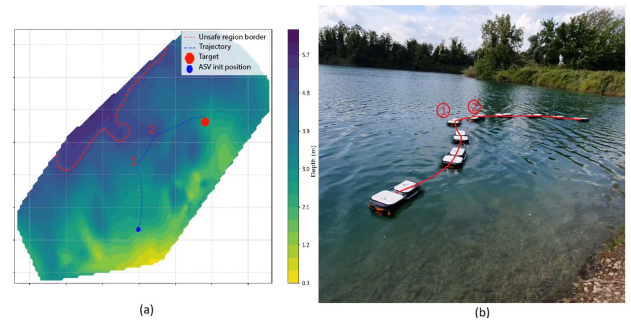 Unsafe region border
Trajectory
Target
ASV init position
2
1
5.7
4.8
3.9
3.0
2.1
1.2
0.3
Depth (m)
1
2
(a)
(b)